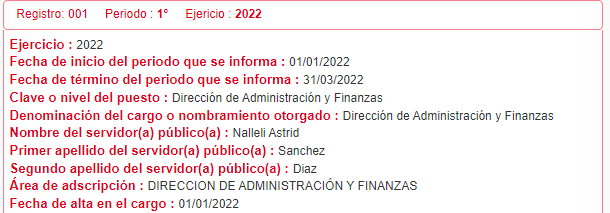 Registro: 001 Periodo : 1° Ejericio : 2022
Ejercicio : 2022
Fecha de inicio del periodo que se informa : 01/01/2022
Fecha de término del periodo que se informa : 31/03/2022
Clave o nivel del puesto : Dirección de Administración y Finanzas
Denominación del cargo o nombramiento otorgado : Dirección de Administración y Finanzas
Nombre del servidor(a) público(a) : Nalleli Astrid
Primer apellido del servidor(a) público(a) : Sanchez
Segundo apellido del servidor(a) público(a) : Diaz
Área de adscripción : DIRECCION DE ADMINISTRACIÓN Y FINANZAS
Fecha de alta en el cargo : 01/01/2022